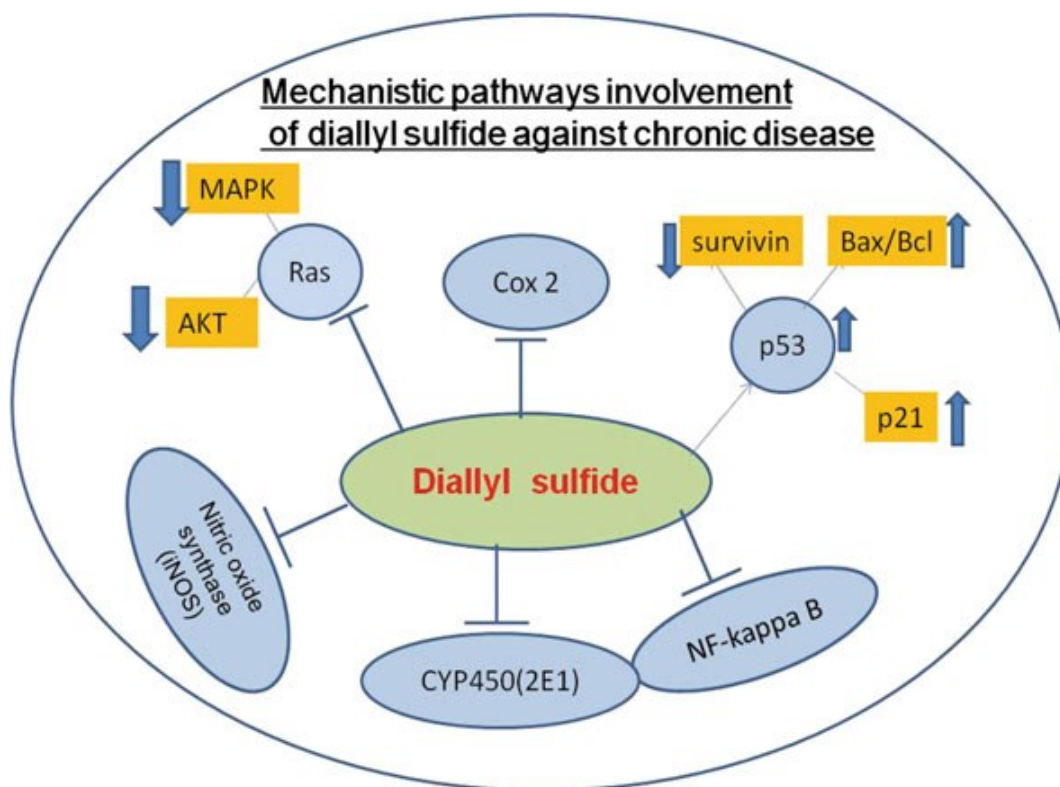 Mechanistic pathways involvement
of diallyl sulfide against chronic disease
MAPK
Ras
AKT
Cox 2
survivin
Bax/Bcl
p53
p21
Diallyl sulfide
Nitric oxide
synthase
(iNOS)
CYP450(2E1)
NF-kappa B